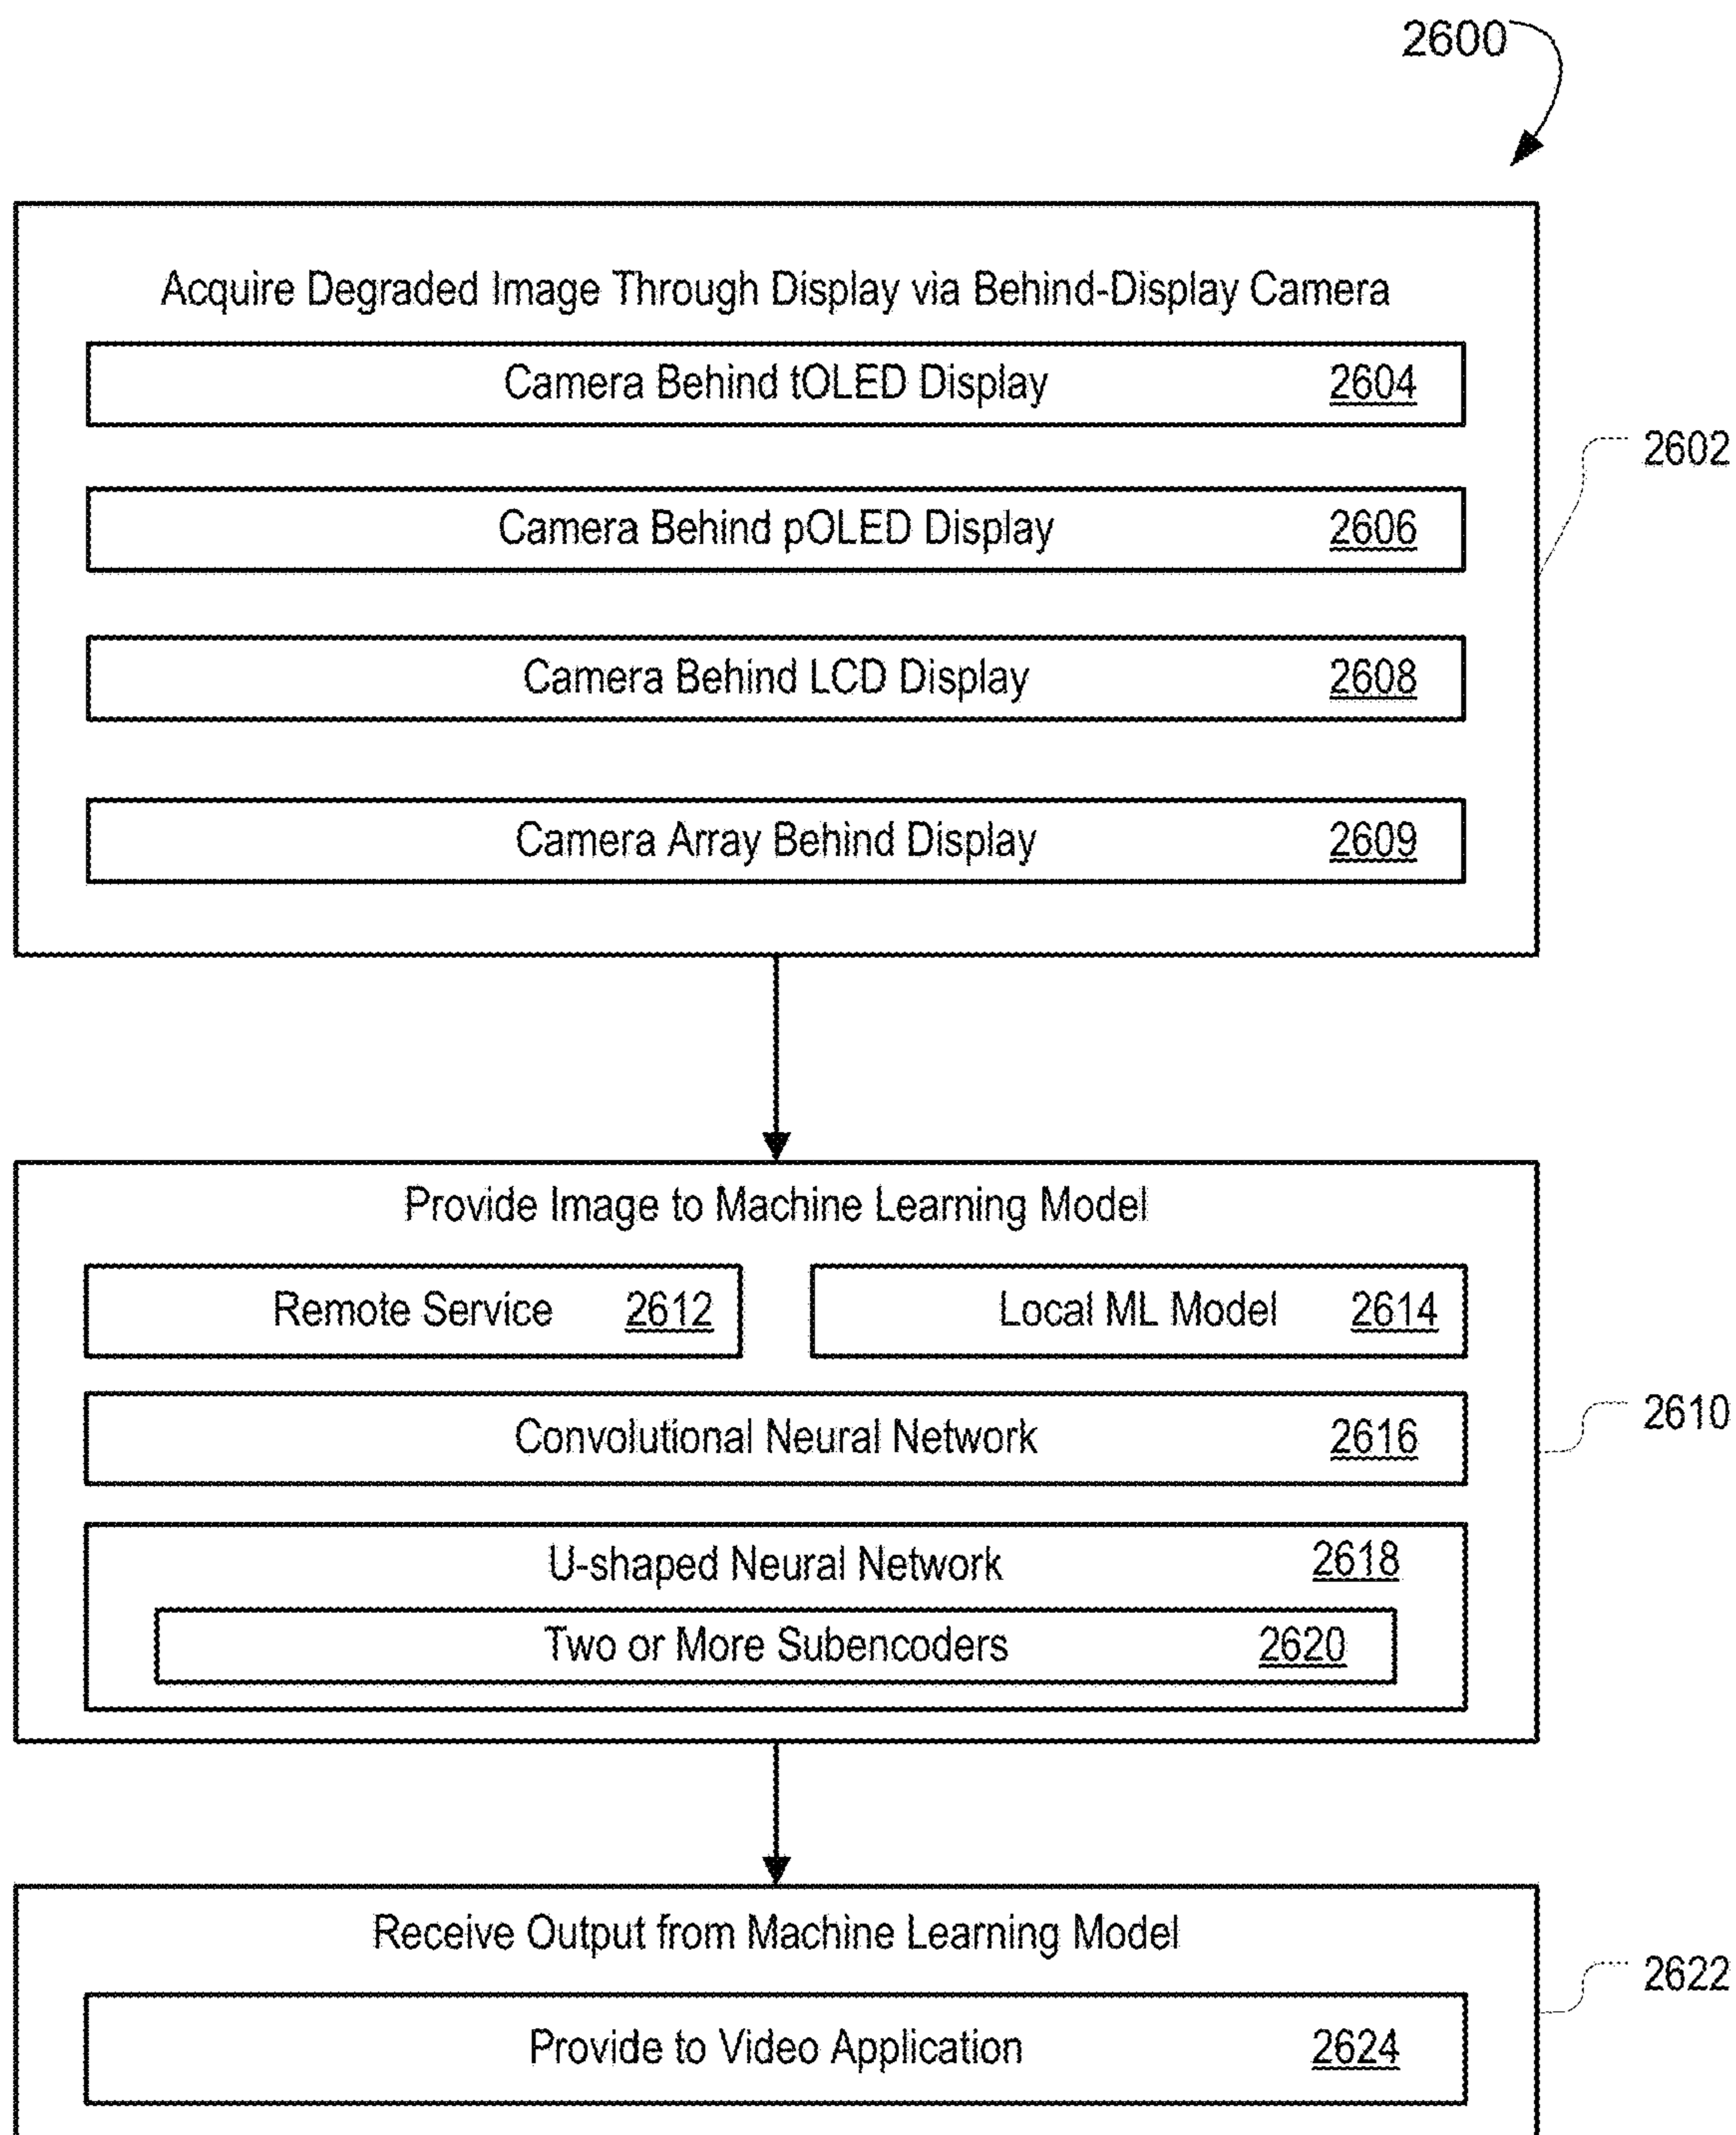 2600
Acquire Degraded Image Through Display via Behind-Display Camera
Camera Behind tOLED Display 2604
2602
Camera Behind pOLED Display 2606
Camera Behind LCD Display 2608
Camera Array Behind Display 2609
Provide Image to Machine Learning Model
Remote Service 2612
Local ML Model 2614
2610
Convolutional Neural Network 2616
U-shaped Neural Network 2618
Two or More Subencoders 2620
Receive Output from Machine Learning Model
2622
Provide to Video Application 2624